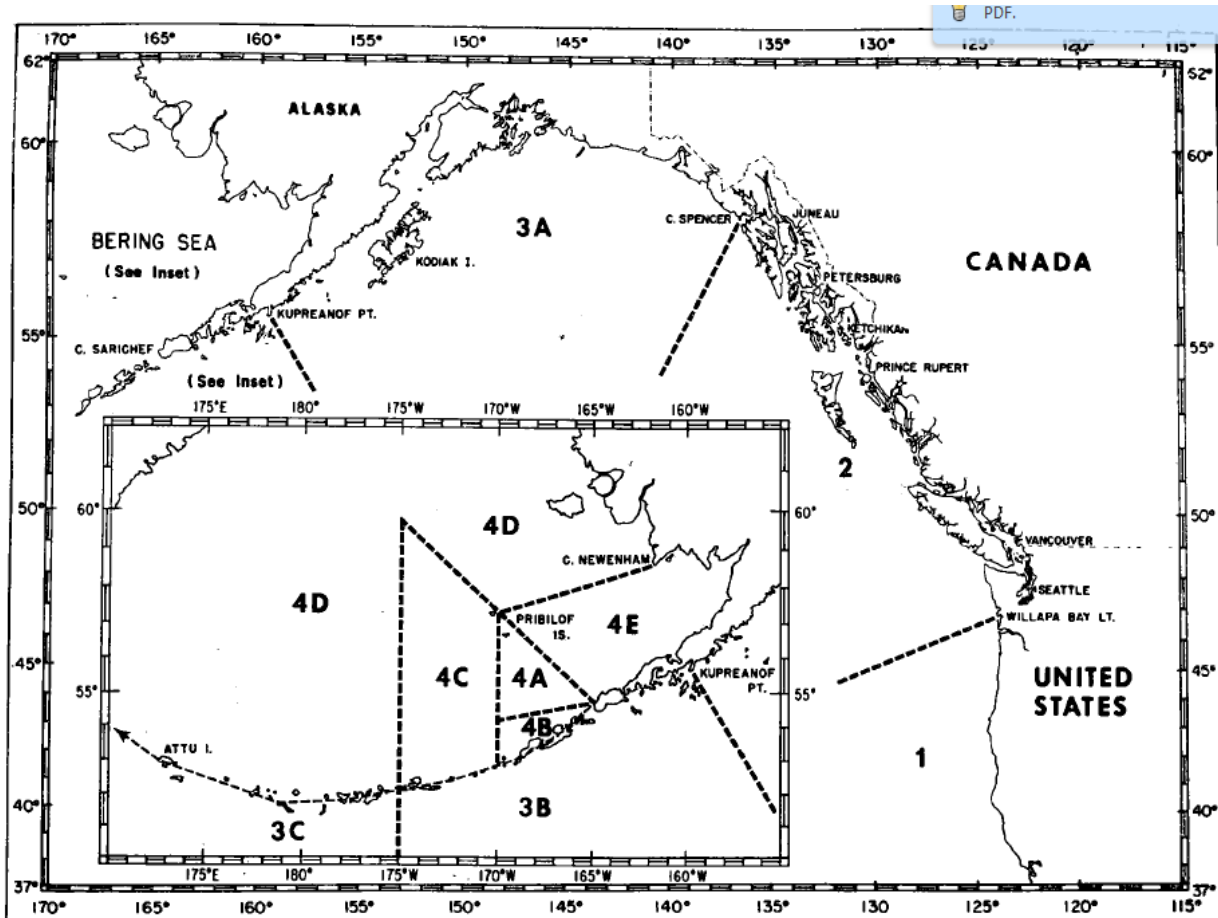 PDF.
170° 165° 160° 155° 150° 145° 140° 135° 130° 125° 120° 115°
62° 52°
ALASKA
60° 60°
C. SPENCER
JUNEAU
3A
BERING SEA
(See Inset)
KODIAK I.
CANADA
PETERSBURG
KUPREANOF PT.
KETCHIKAN
55° 55°
C. SARICHEF
PRINCE RUPERT
(See Inset)
175°E 180° 175°W 170°W 165°W 160°W
2
50° 50°
60° 60°
4D
VANCOUVER
C. NEWENHAM
SEATTLE
4D
PRIBILOF
IS.
4E
WILLAPA BAY LT.
45° 45°
4C
4A
KUPREANOF
PT.
UNITED
STATES
55° 55°
4B
ATTU I.
1
40° 40°
3B
3C
175°E 180° 175°W 170°W 165°W 160°W
37° 37°
170° 165° 160° 155° 150° 145° 140° 135° 130° 125° 120° 115°